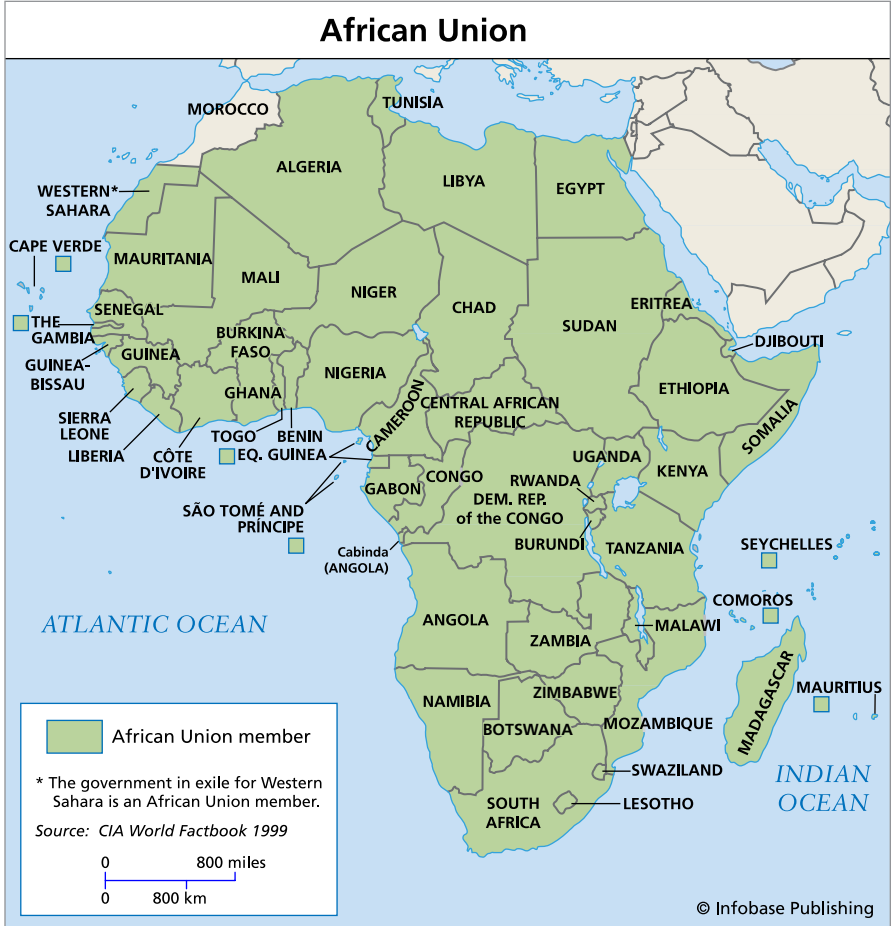 African Union
MOROCCO
TUNISIA
ALGERIA
LIBYA
EGYPT
WESTERN*
SAHARA
CAPE VERDE
MAURITANIA
MALI
NIGER
CHAD
SUDAN
ERITREA
SENEGAL
THE
GAMBIA
BURKINA
FASO
GUINEA
GUINEA-
BISSAU
DJIBOUTI
NIGERIA
ETHIOPIA
GHANA
CAMEROON
CENTRAL AFRICAN
REPUBLIC
SOMALIA
SIERRA
LEONE
LIBERIA
CÔTE
D'IVOIRE
TOGO
BENIN
EQ. GUINEA
UGANDA
KENYA
GABON
CONGO
RWANDA
DEM. REP.
of the CONGO
SÃO TOMÉ AND
PRÍNCIPE
BURUNDI
TANZANIA
SEYCHELLES
Cabinda
(ANGOLA)
COMOROS
ATLANTIC OCEAN
ANGOLA
ZAMBIA
MALAWI
MADAGASCAR
MAURITIUS
NAMIBIA
ZIMBABWE
BOTSWANA
MOZAMBIQUE
SWAZILAND
INDIAN
OCEAN
SOUTH
AFRICA
LESOTHO
African Union member
* The government in exile for Western
Sahara is an African Union member.
Source: CIA World Factbook 1999
0 800 miles
0 800 km
© Infobase Publishing